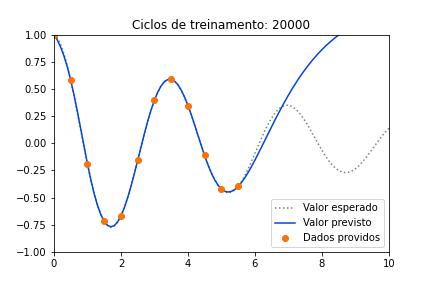 Ciclos de treinamento: 20000
1.00
0.75
0.50
0.25
0.00
−0.25
−0.50
−0.75
−1.00
0 2 4 6 8 10
Valor esperado
Valor previsto
Dados providos